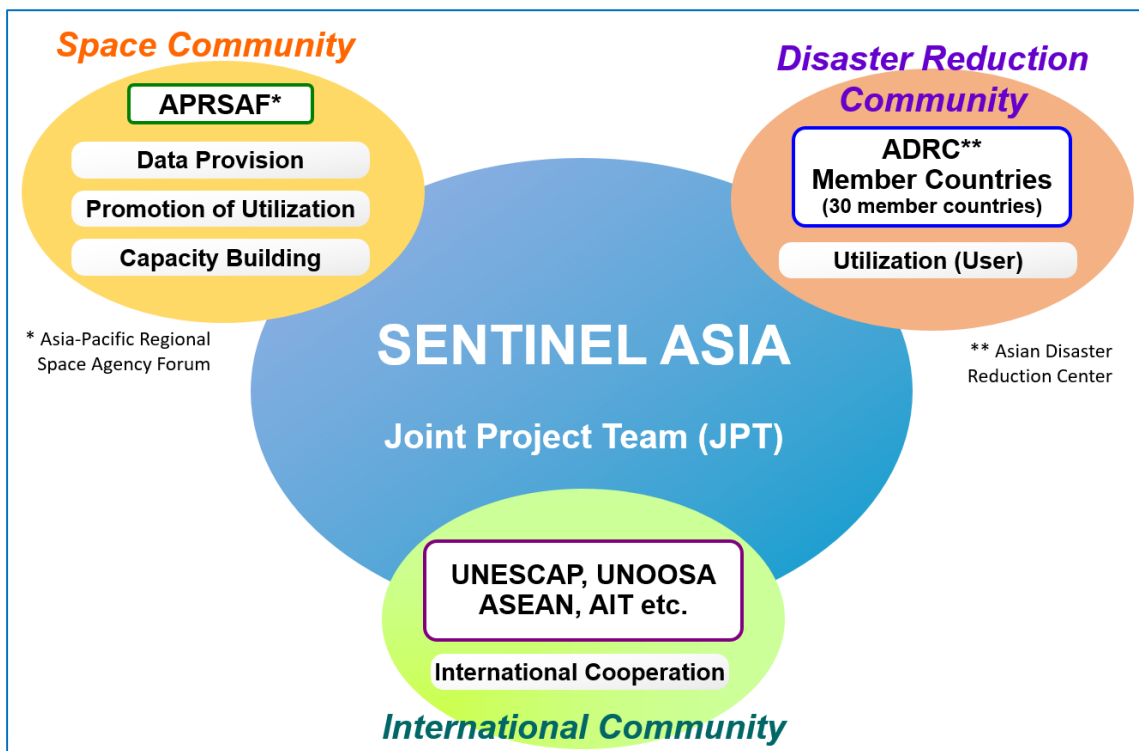 Space Community
APRSAF*
Data Provision
Promotion of Utilization
Capacity Building
* Asia-Pacific Regional
Space Agency Forum
Disaster Reduction
Community
ADRC**
Member Countries
(30 member countries)
Utilization (User)
** Asian Disaster
Reduction Center
SENTINEL ASIA
Joint Project Team (JPT)
UNESCAP, UNOOSA
ASEAN, AIT etc.
International Cooperation
International Community